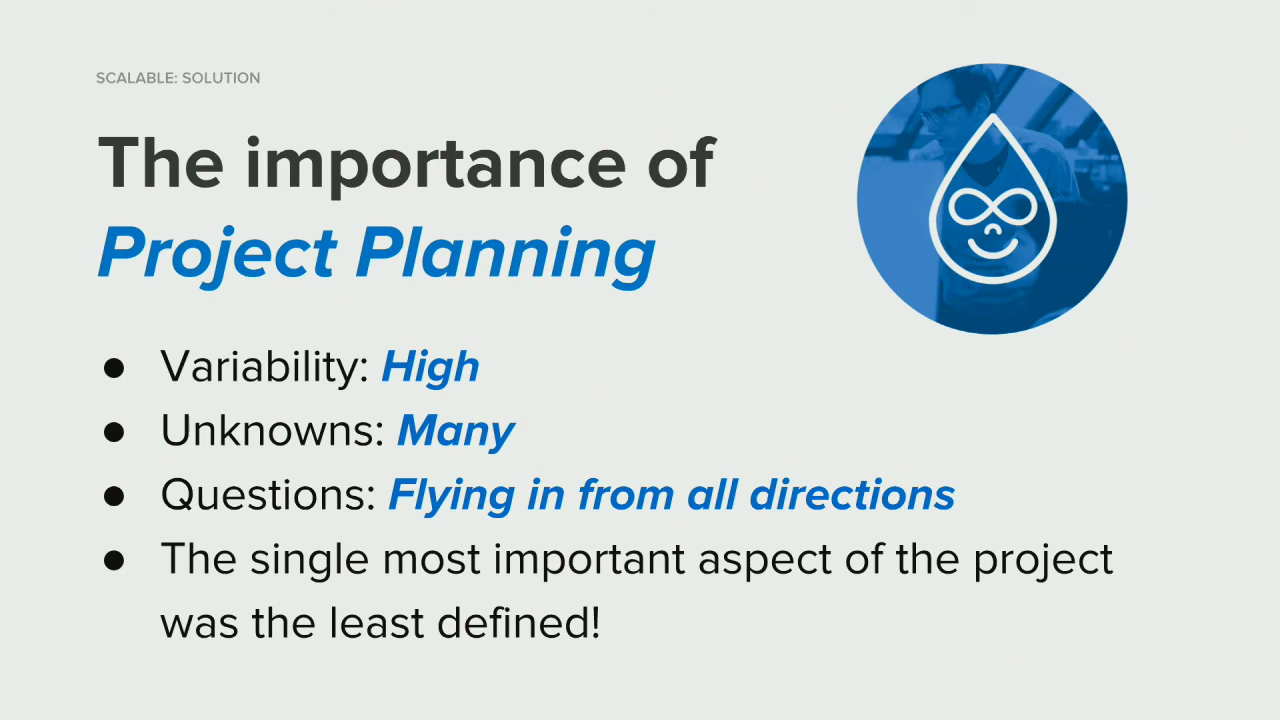 SCALABLE: SOLUTION
The importance of
Project Planning
● Variability: High
● Unknowns: Many
● Questions: Flying in from all directions
● The single most important aspect of the project
was the least defined!